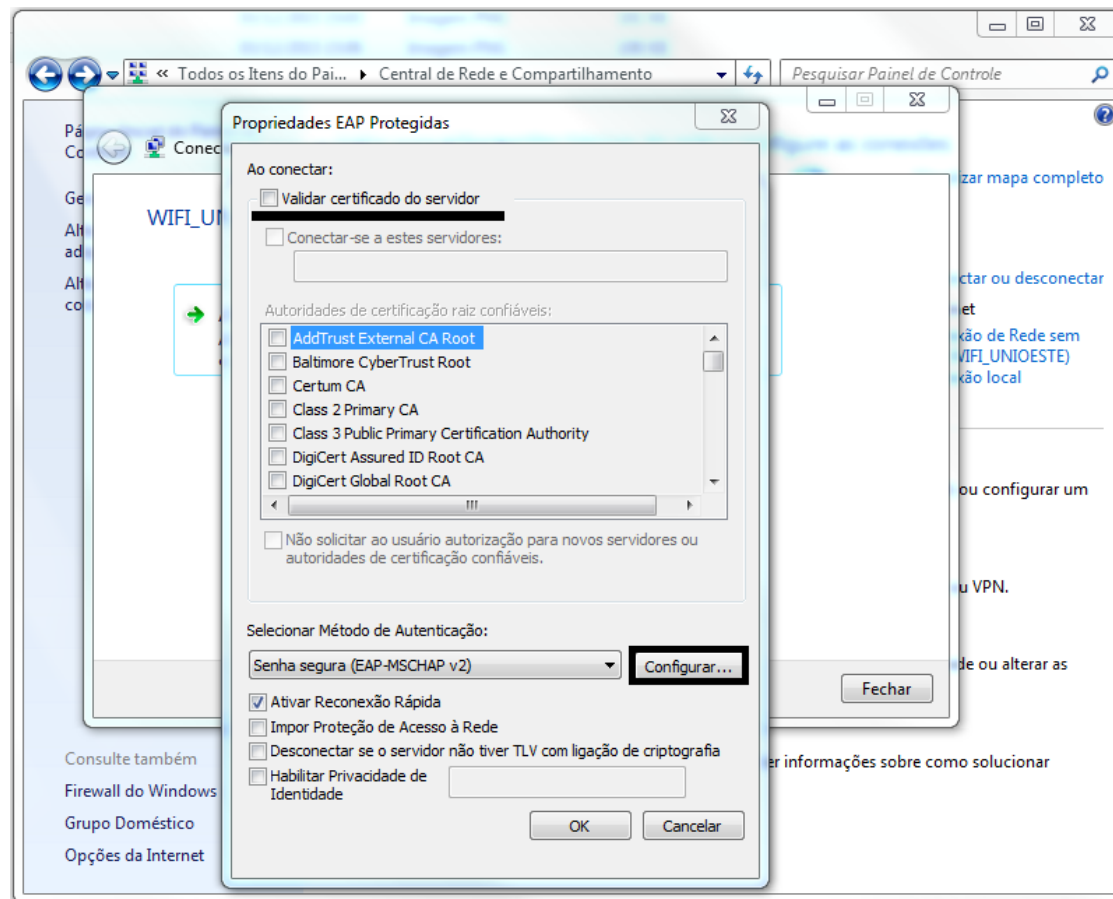 « Todos os Itens do Pai... ▸ Central de Rede e Compartilhamento
Pesquisar Painel de Controle
Propriedades EAP Protegidas
Conec
Ao conectar:
Validar certificado do servidor
WIFI_UN
Conectar-se a estes servidores:
Autoridades de certificação raiz confiáveis:
AddTrust External CA Root
Baltimore CyberTrust Root
Certum CA
Class 2 Primary CA
Class 3 Public Primary Certification Authority
DigiCert Assured ID Root CA
DigiCert Global Root CA
Não solicitar ao usuário autorização para novos servidores ou
autoridades de certificação confiáveis.
Selecionar Método de Autenticação:
Senha segura (EAP-MSCHAP v2)
Configurar...
Ativar Reconexão Rápida
Impor Proteção de Acesso à Rede
Desconectar se o servidor não tiver TLV com ligação de criptografia
Habilitar Privacidade de
Identidade
OK
Cancelar
Fechar
zar mapa completo
ctar ou desconectar
et
xão de Rede sem
WIFI_UNIOESTE)
xão local
ou configurar um
u VPN.
de ou alterar as
er informações sobre como solucionar
Consulte também
Firewall do Windows
Grupo Doméstico
Opções da Internet